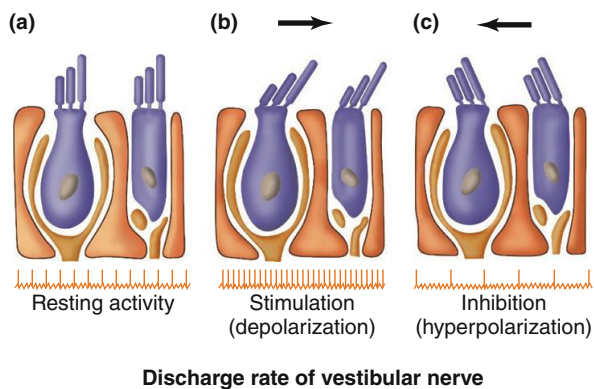 (a)
(b)
(c)
Resting activity
Stimulation
(depolarization)
Inhibition
(hyperpolarization)
Discharge rate of vestibular nerve